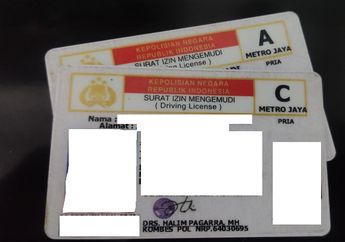 KEPOLISIAN NEGARA
REPUBLIK INDONESIA
SURAT IZIN MENGEMUDI
( Driving License )
A
METRO JAYA
PRIA
KEPOLISIAN NEGARA
REPUBLIK INDONESIA
SURAT IZIN MENGEMUDI
( Driving License )
C
METRO JAYA
PRIA
Nama :
Alamat :
DRS. HALIM PAGARRA, MH
KOMBES POL NRP.64030695